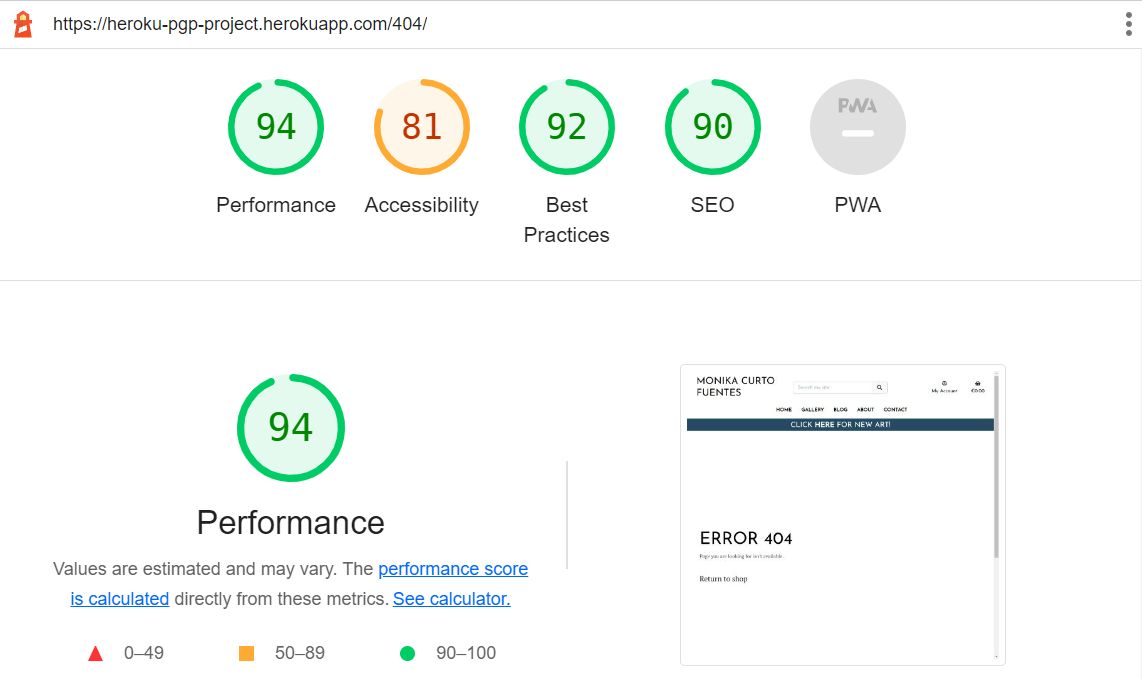 https://heroku-pgp-project.herokuapp.com/404/
94
81
92
90
PWA
Performance
Accessibility
Best
Practices
SEO
PWA
94
Performance
Values are estimated and may vary. The performance score
is calculated directly from these metrics. See calculator.
0–49
50–89
90–100
MONIKA CURTO
FUENTES
Search our site
My Account
€0.00
HOME GALLERY BLOG ABOUT CONTACT
CLICK HERE FOR NEW ART!
ERROR 404
Page you are looking for isn't available.
Return to shop